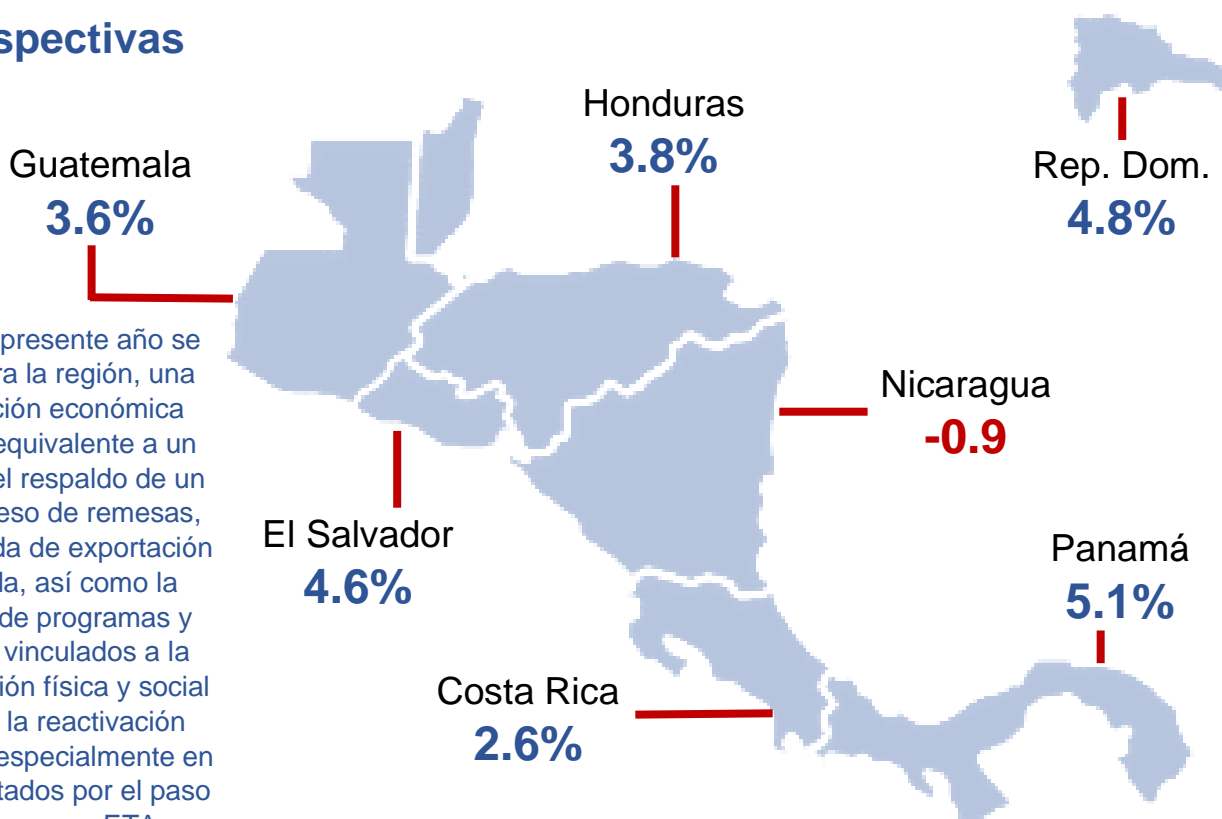 spectivas
Honduras
3.8%
Guatemala
3.6%
Rep. Dom.
4.8%
presente año se
ra la región, una
ción económica
equivalente a un
el respaldo de un
eso de remesas,
da de exportación
da, así como la
de programas y
vinculados a la
ión física y social
la reactivación
especialmente en
tados por el paso
ETA
Nicaragua
-0.9
El Salvador
4.6%
Panamá
5.1%
Costa Rica
2.6%